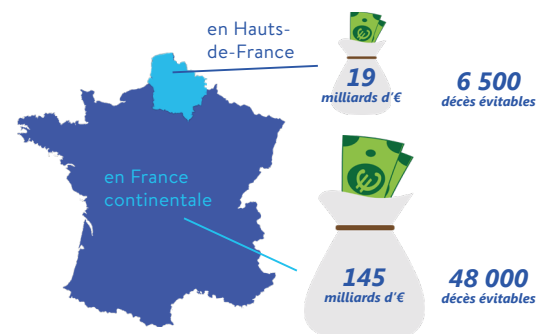 en Hauts-
de-France
19
milliards d'€
6 500
décès évitables
en France
continentale
145
milliards d'€
48 000
décès évitables